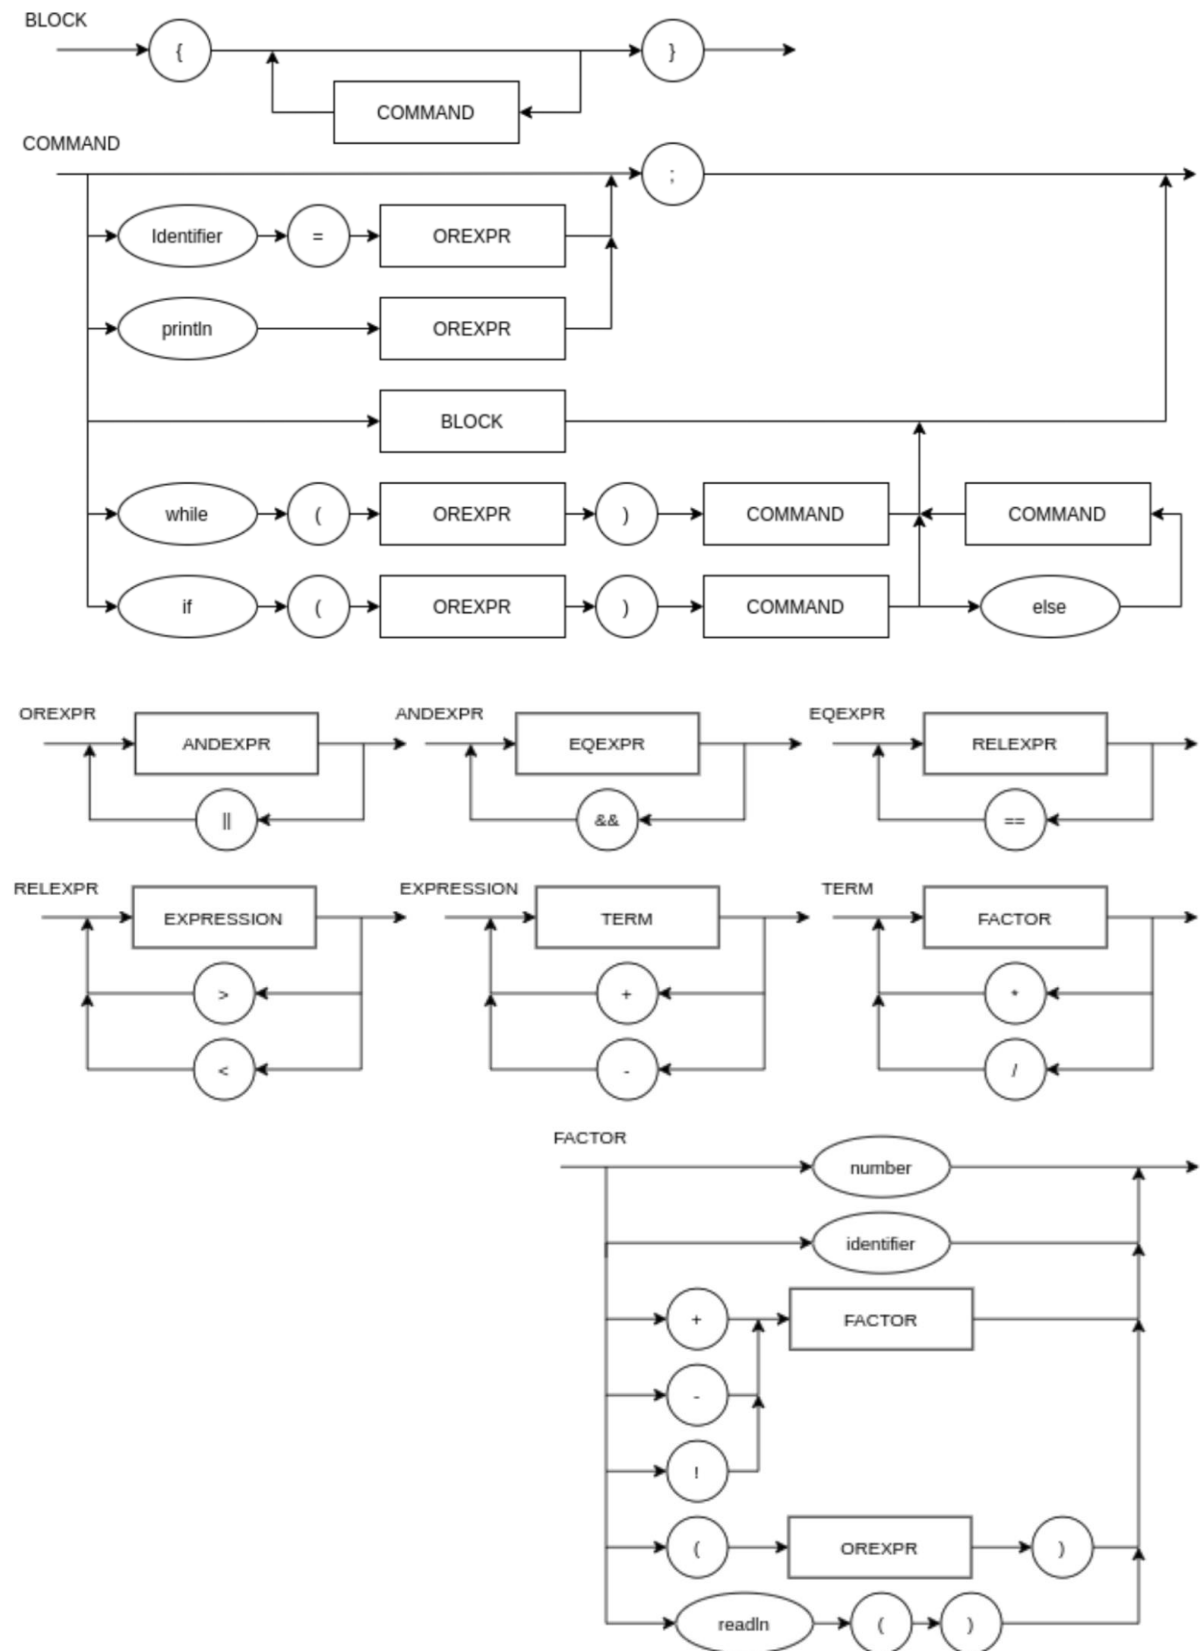 BLOCK
{ }
COMMAND
COMMAND
;
Identifier = OREXPR
println OREXPR
BLOCK
while ( OREXPR ) COMMAND COMMAND
if ( OREXPR ) COMMAND else
OREXPR ANDEXPR EQEXPR
ANDEXPR EQEXPR RELEXPR
|| && ==
RELEXPR EXPRESSION TERM
EXPRESSION TERM FACTOR
> + *
< - /
FACTOR
number
identifier
+ FACTOR
-
!
( OREXPR )
readln ( )